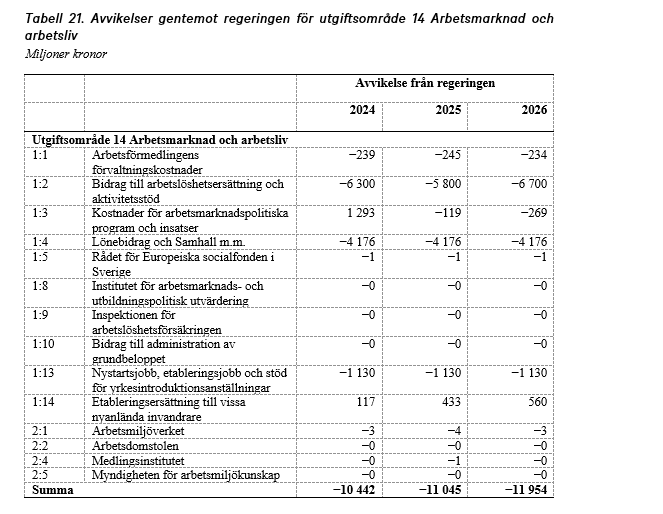 Tabell 21. Avvikelser gentemot regeringen för utgiftsområde 14 Arbetsmarknad och
arbetsliv
Miljoner kronor
Avvikelse från regeringen
2024 2025 2026
Utgiftsområde 14 Arbetsmarknad och arbetsliv
1:1 Arbetsförmedlingens −239 −245 −234
förvaltningskostnader
1:2 Bidrag till arbetslöshetsersättning och −6 300 −5 800 −6 700
aktivitetsstöd
1:3 Kostnader för arbetsmarknadspolitiska 1 293 −119 −269
program och insatser
1:4 Lönebidrag och Samhall m.m. −4 176 −4 176 −4 176
1:5 Rådet för Europeiska socialfonden i −1 −1 −1
Sverige
1:8 Institutet för arbetsmarknads- och −0 −0 −0
utbildningspolitisk utvärdering
1:9 Inspektionen för −0 −0 −0
arbetslöshetsförsäkringen
1:10 Bidrag till administration av −0 −0 −0
grundbeloppet
1:13 Nystartsjobb, etableringsjobb och stöd −1 130 −1 130 −1 130
för yrkesintroduktionsanställningar
1:14 Etableringsersättning till vissa 117 433 560
nyanlända invandrare
2:1 Arbetsmiljöverket −3 −4 −3
2:2 Arbetsdomstolen −0 −0 −0
2:4 Medlingsinstitutet −0 −1 −0
2:5 Myndigheten för arbetsmiljökunskap −0 −0 −0
Summa −10 442 −11 045 −11 954